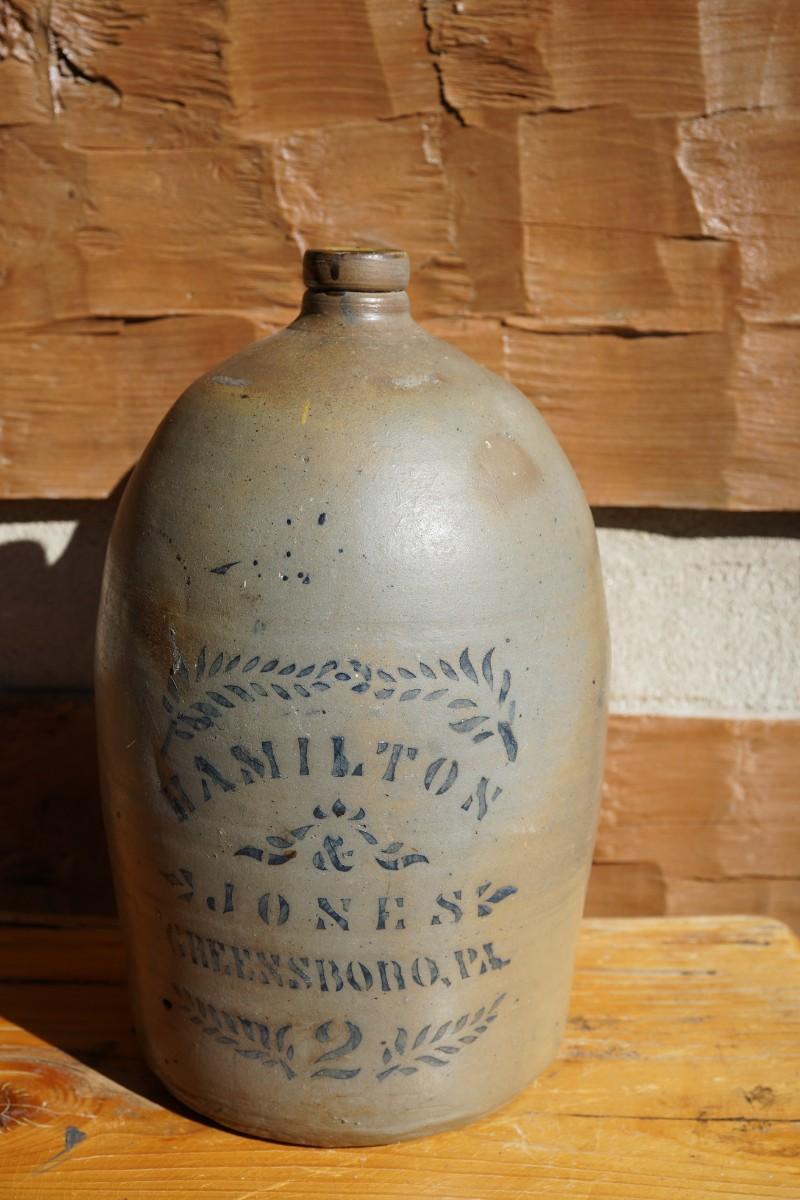 HAMILTON
&
JONES
GREENSBORO, PA.
2